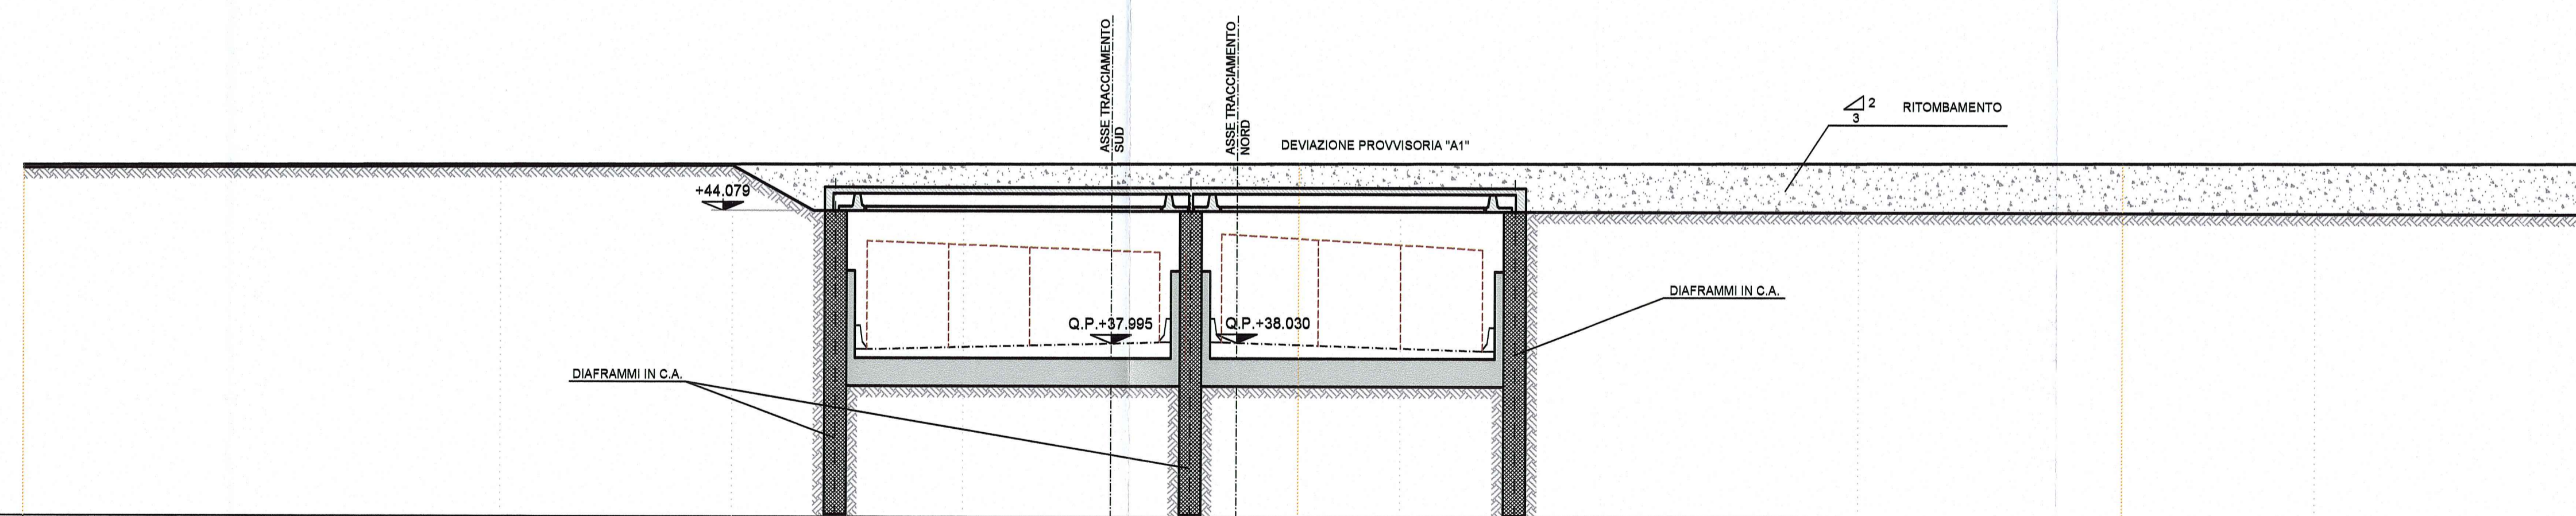 ASSE TRACCIAMENTO
SUD
ASSE TRACCIAMENTO
NORD
DEVIAZIONE PROVVISORIA "A1"
2
3
RITOMBAMENTO
+44.079
Q.P.+37.995
Q.P.+38.030
DIAFRAMMI IN C.A.
DIAFRAMMI IN C.A.